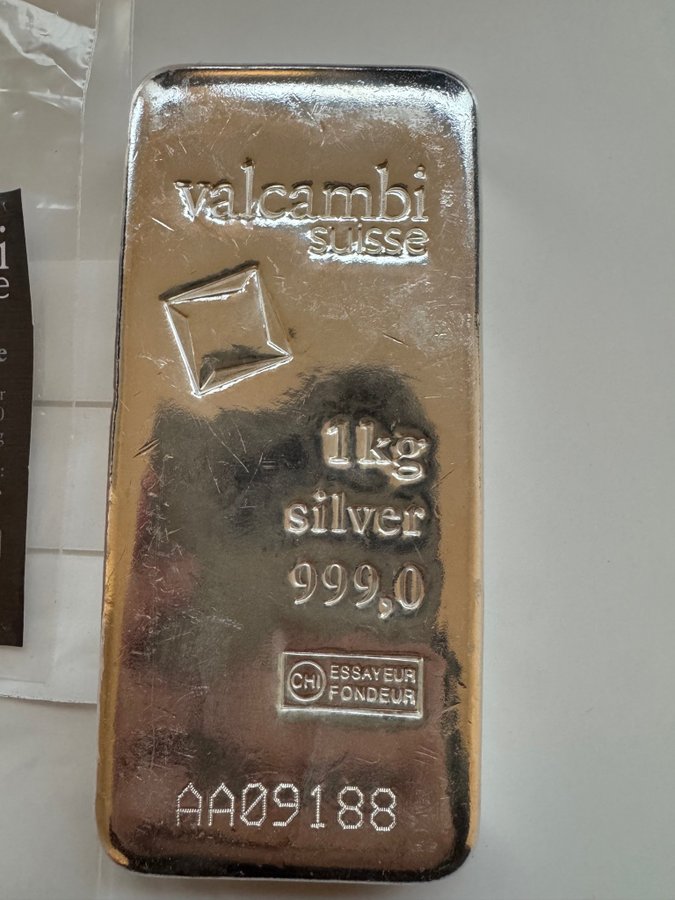 valcambi
suisse
1kg
silver
999,0
CHI ESSAYEUR
FONDEUR
AA09188